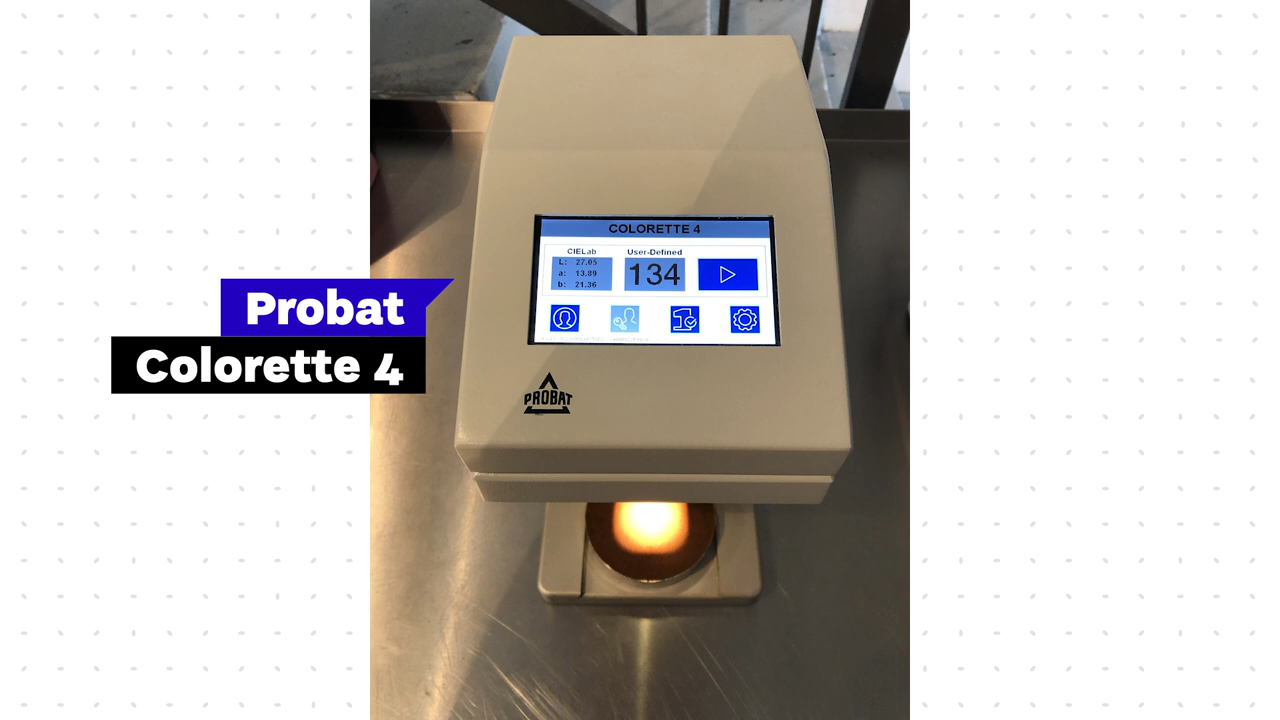 Probat
Colorette 4
COLORETTE 4
CIELab
User-Defined
L: 27.05
a: 13.89
b: 21.36
134
PROBAT